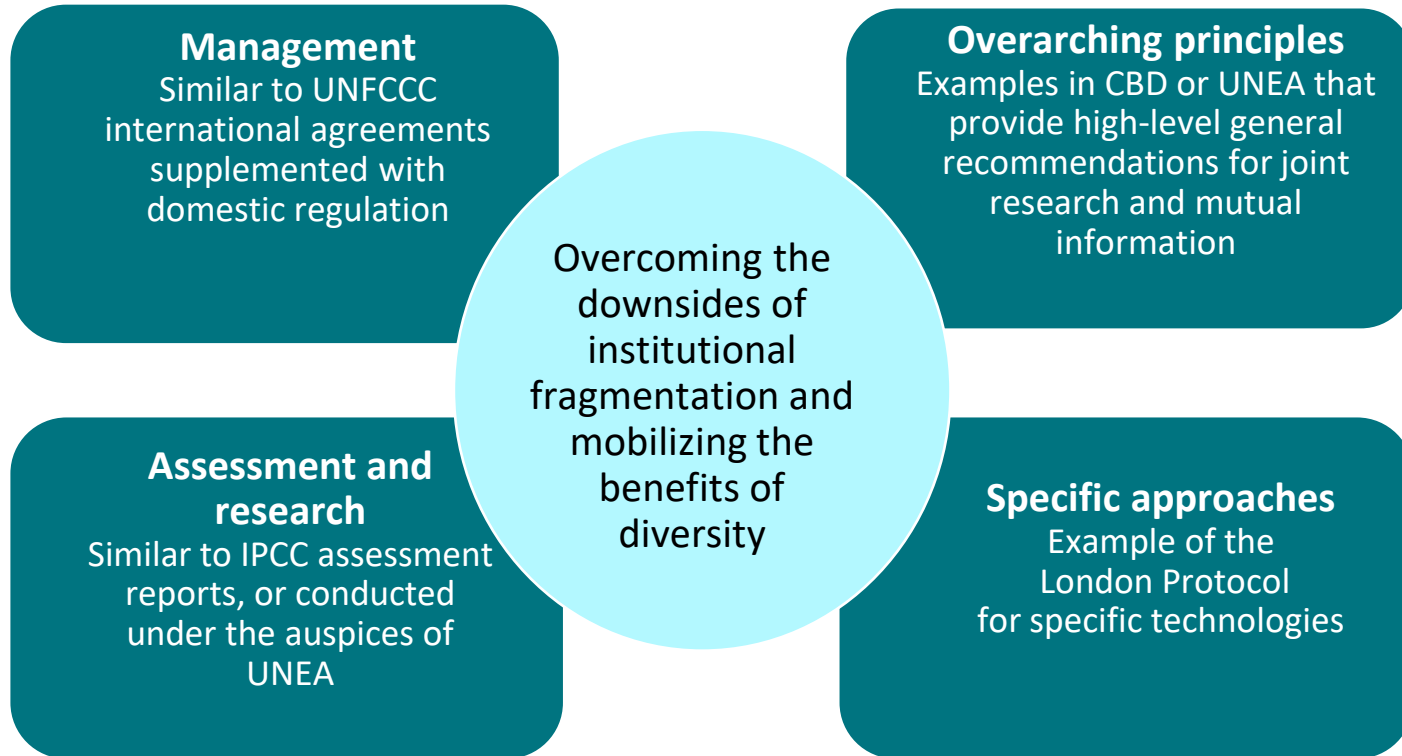 Management
Similar to UNFCCC
international agreements
supplemented with
domestic regulation
Overarching principles
Examples in CBD or UNEA that
provide high-level general
recommendations for joint
research and mutual
information
Overcoming the
downsides of
institutional
fragmentation and
mobilizing the
benefits of
diversity
Assessment and
research
Similar to IPCC assessment
reports, or conducted
under the auspices of
UNEA
Specific approaches
Example of the
London Protocol
for specific technologies